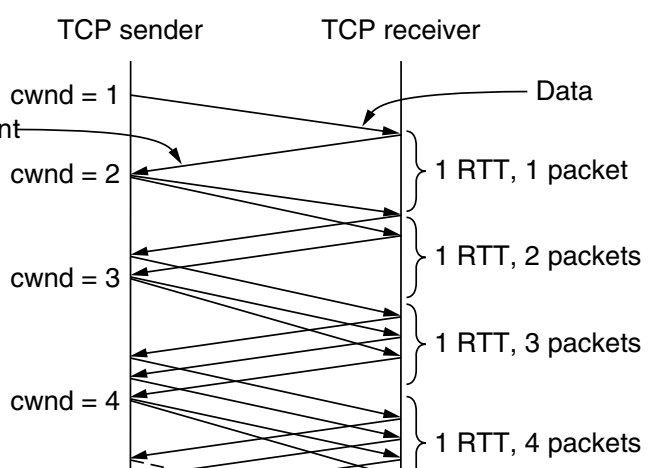 TCP sender
TCP receiver
cwnd = 1
Data
nt
1 RTT, 1 packet
cwnd = 2
1 RTT, 2 packets
cwnd = 3
1 RTT, 3 packets
cwnd = 4
1 RTT, 4 packets